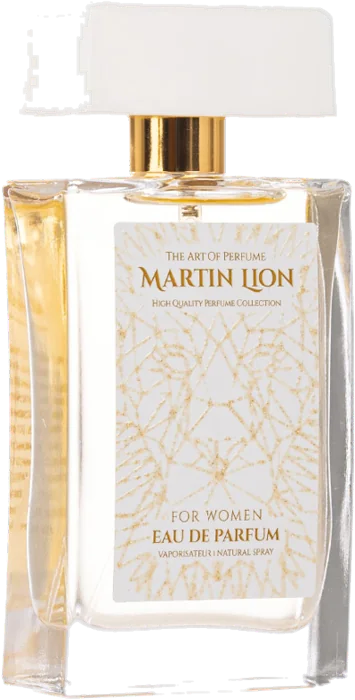 THE ART OF PERFUME
MARTIN LION
HIGH QUALITY PERFUME COLLECTION
FOR WOMEN
EAU DE PARFUM
VAPORISATEUR | NATURAL SPRAY